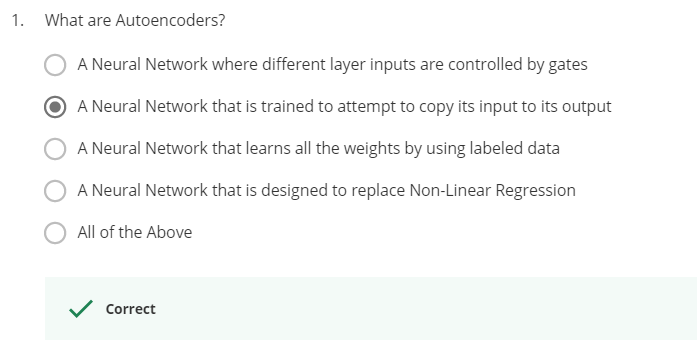 1. What are Autoencoders?
A Neural Network where different layer inputs are controlled by gates
A Neural Network that is trained to attempt to copy its input to its output
A Neural Network that learns all the weights by using labeled data
A Neural Network that is designed to replace Non-Linear Regression
All of the Above
Correct